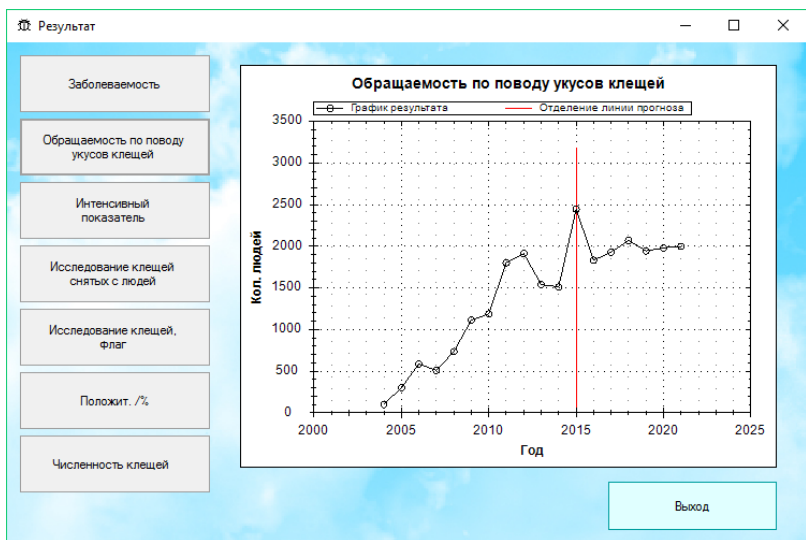 Результат
Заболеваемость
Обращаемость по поводу
укусов клещей
Интенсивный
показатель
Исследование клещей
снятых с людей
Исследование клещей,
флаг
Положит. /%
Численность клещей
Обращаемость по поводу укусов клещей
График результата
Отделение линии прогноза
Кол. людей
3500
3000
2500
2000
1500
1000
500
0
2000 2005 2010 2015 2020 2025
Год
Выход